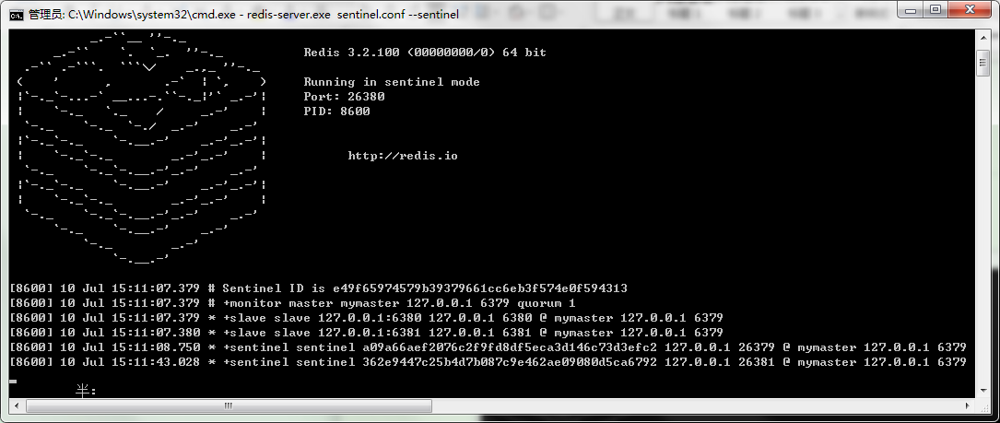 管理员: C:\Windows\system32\cmd.exe - redis-server.exe  sentinel.conf --sentinel
Redis 3.2.100 (00000000/0) 64 bit
Running in sentinel mode
Port: 26380
PID: 8600
http://redis.io
[8600] 10 Jul 15:11:07.379 # Sentinel ID is e49f65974579b39379661cc6eb3f574e0f594313
[8600] 10 Jul 15:11:07.379 # +monitor master mymaster 127.0.0.1 6379 quorum 1
[8600] 10 Jul 15:11:07.379 * +slave slave 127.0.0.1:6380 127.0.0.1 6380 @ mymaster 127.0.0.1 6379
[8600] 10 Jul 15:11:07.380 * +slave slave 127.0.0.1:6381 127.0.0.1 6381 @ mymaster 127.0.0.1 6379
[8600] 10 Jul 15:11:08.750 * +sentinel sentinel a09a66aef2076c2f9fd8df5eca3d146c73d3efc2 127.0.0.1 26379 @ mymaster 127.0.0.1 6379
[8600] 10 Jul 15:11:43.028 * +sentinel sentinel 362e9447c25b4d7b087c9e462ae09080d5ca6792 127.0.0.1 26381 @ mymaster 127.0.0.1 6379
半: